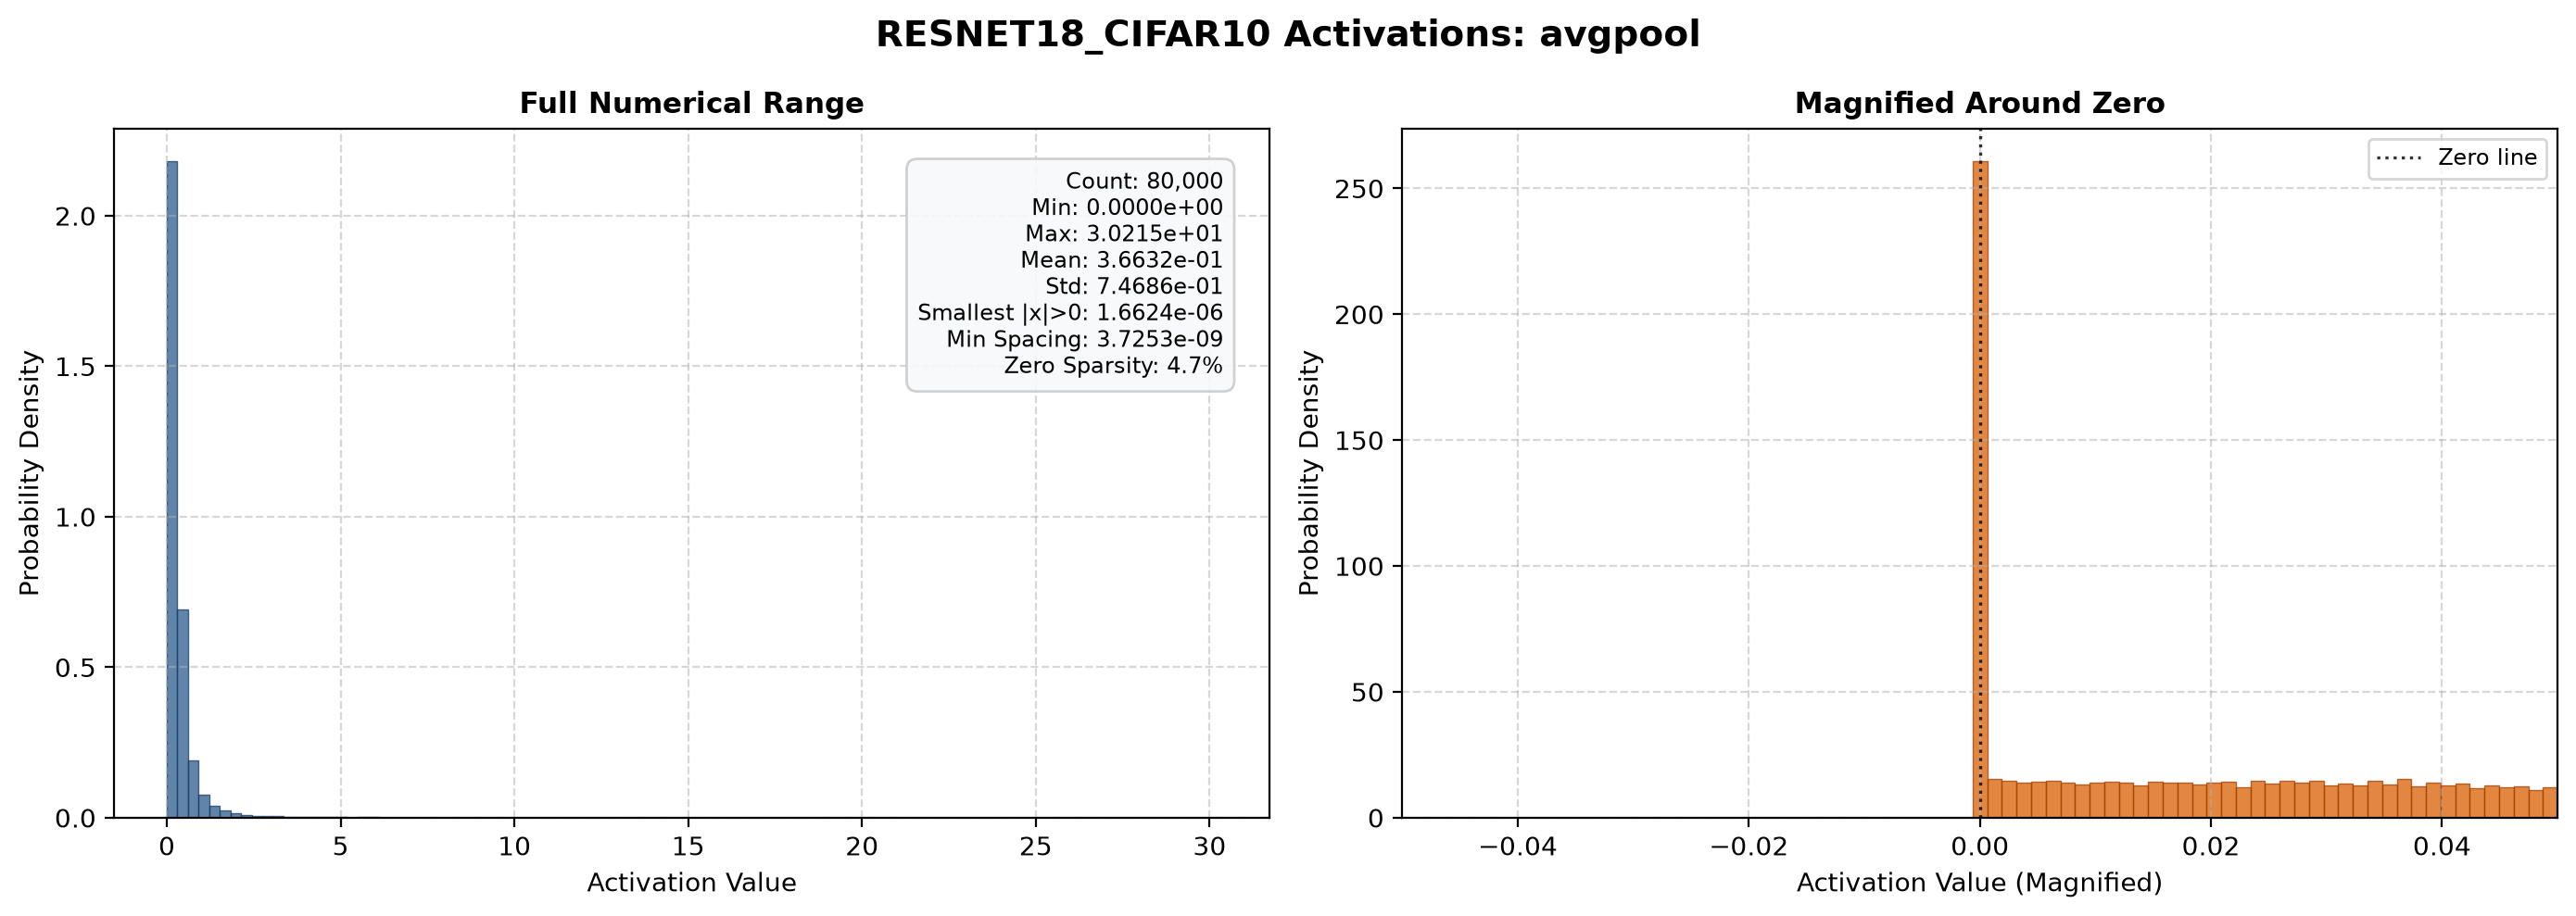 RESNET18_CIFAR10 Activations: avgpool
Full Numerical Range
Probability Density
2.0
1.5
1.0
0.5
0.0
Count: 80,000
Min: 0.0000e+00
Max: 3.0215e+01
Mean: 3.6632e-01
Std: 7.4686e-01
Smallest |x|>0: 1.6624e-06
Min Spacing: 3.7253e-09
Zero Sparsity: 4.7%
0 5 10 15 20 25 30
Activation Value
Magnified Around Zero
Probability Density
250
200
150
100
50
0
Zero line
−0.04 −0.02 0.00 0.02 0.04
Activation Value (Magnified)